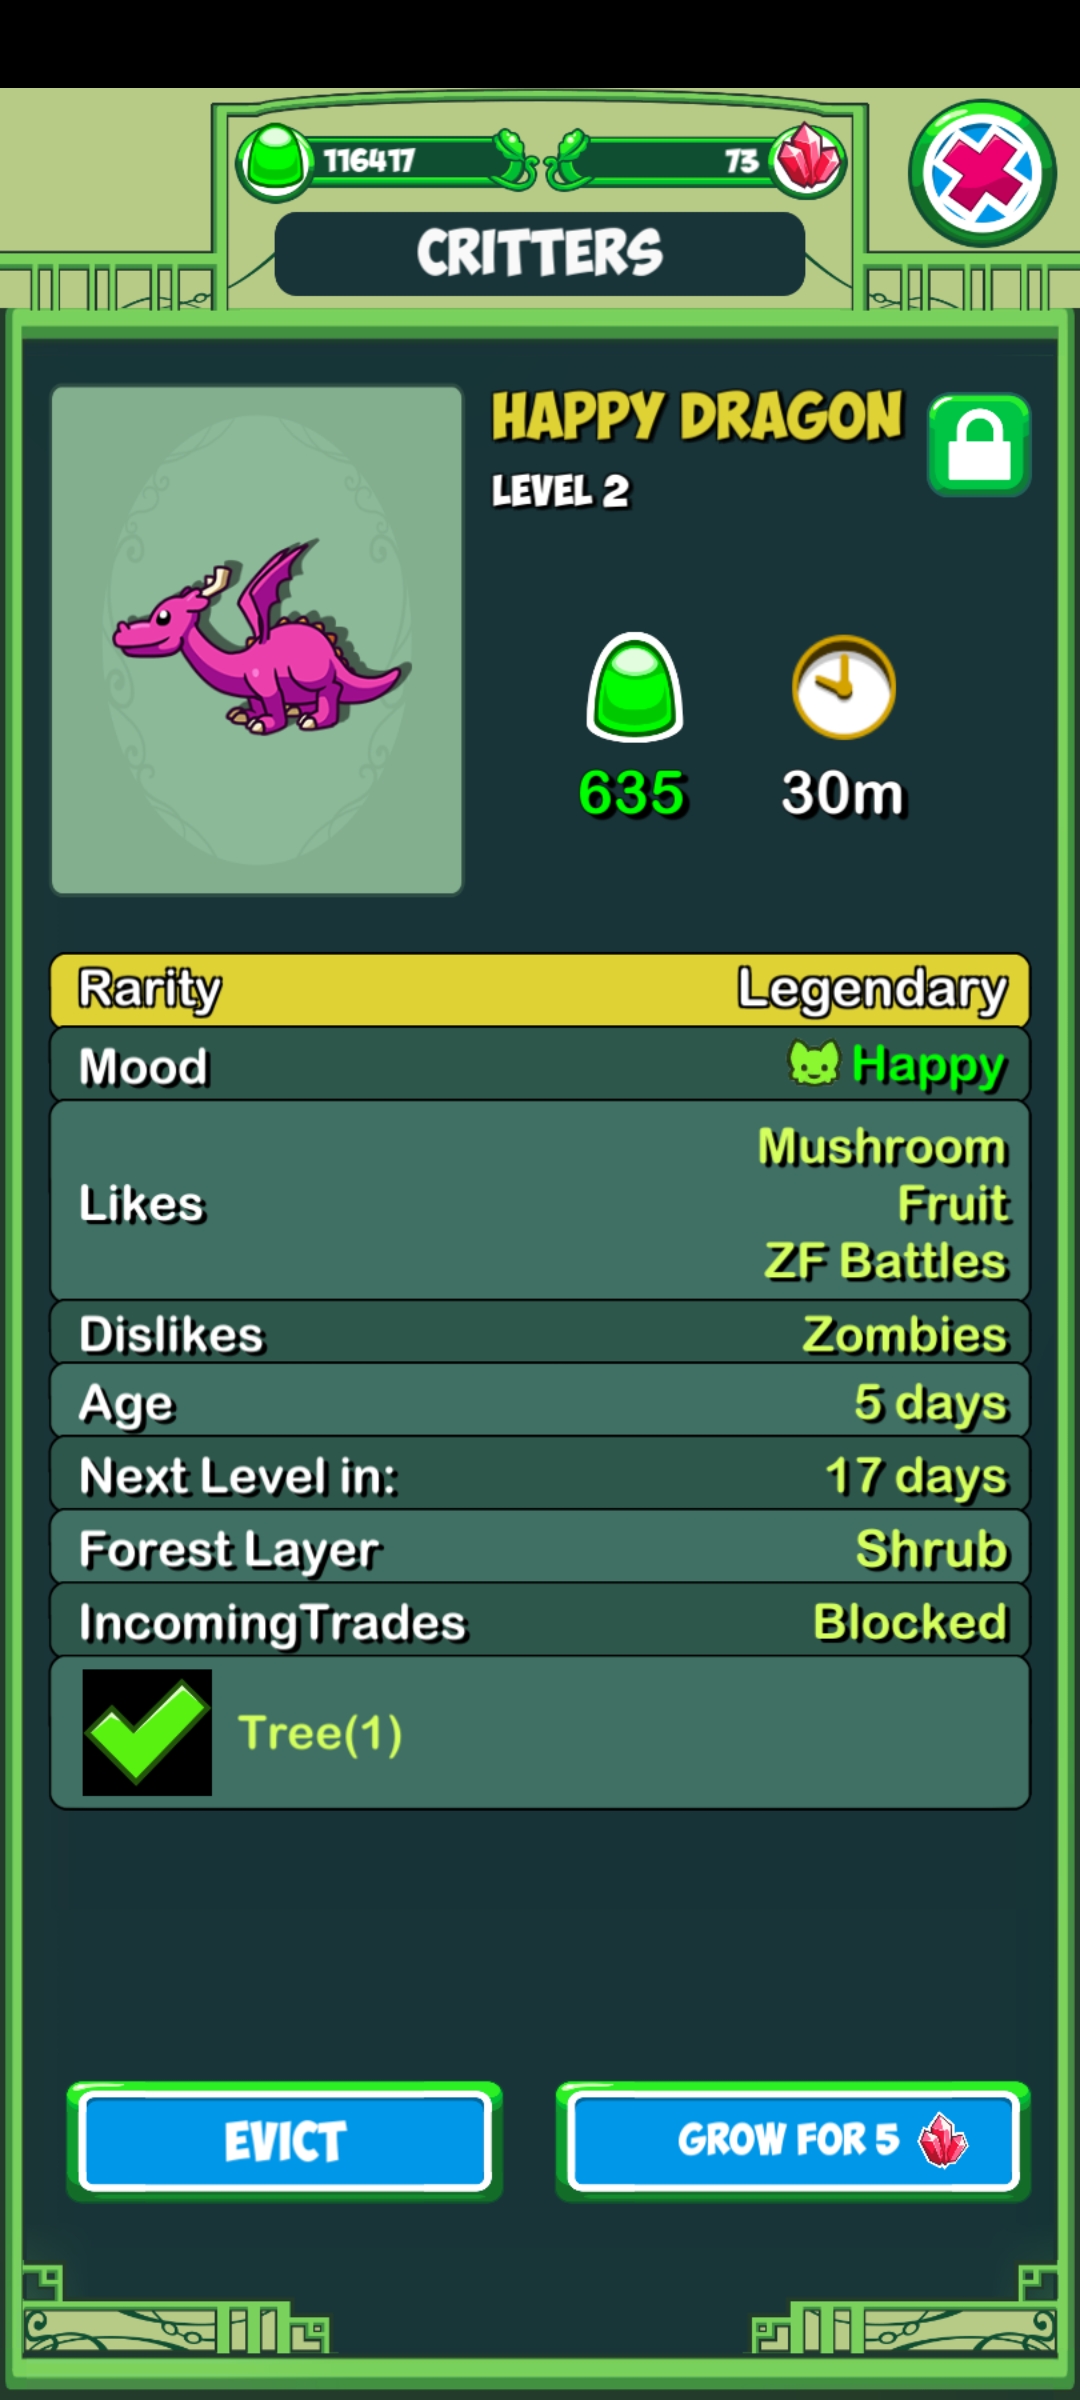 116417
73
CRITTERS
HAPPY DRAGON
LEVEL 2
635
30m
Rarity Legendary
Mood Happy
Likes Mushroom
Fruit
ZF Battles
Dislikes Zombies
Age 5 days
Next Level in: 17 days
Forest Layer Shrub
IncomingTrades Blocked
Tree(1)
EVICT
GROW FOR 5